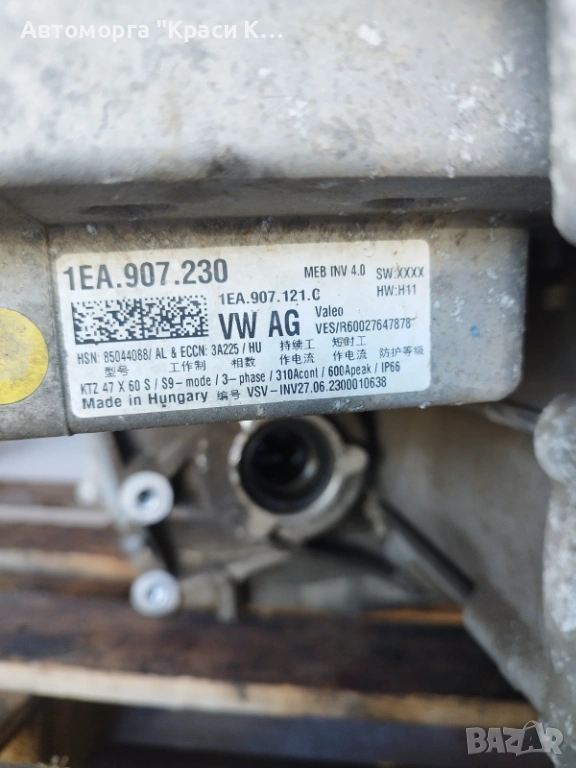 Автоморга "Краси К...
1EA.907.230
MEB INV 4.0 SW:XXXX
HW:H11
1EA.907.121.C
VW AG
Valeo
VES/R60027647878
HSN: 85044088/ AL & ECCN: 3A225 / HU
持续工 短时工
型号 工作制 相数 作电流 作电流 防护等级
KTZ 47 X 60 S / S9-mode / 3-phase / 310Acont / 600Apeak / IP66
Made in Hungary 编号 VSV-INV27.06.2300010638
BAZAR